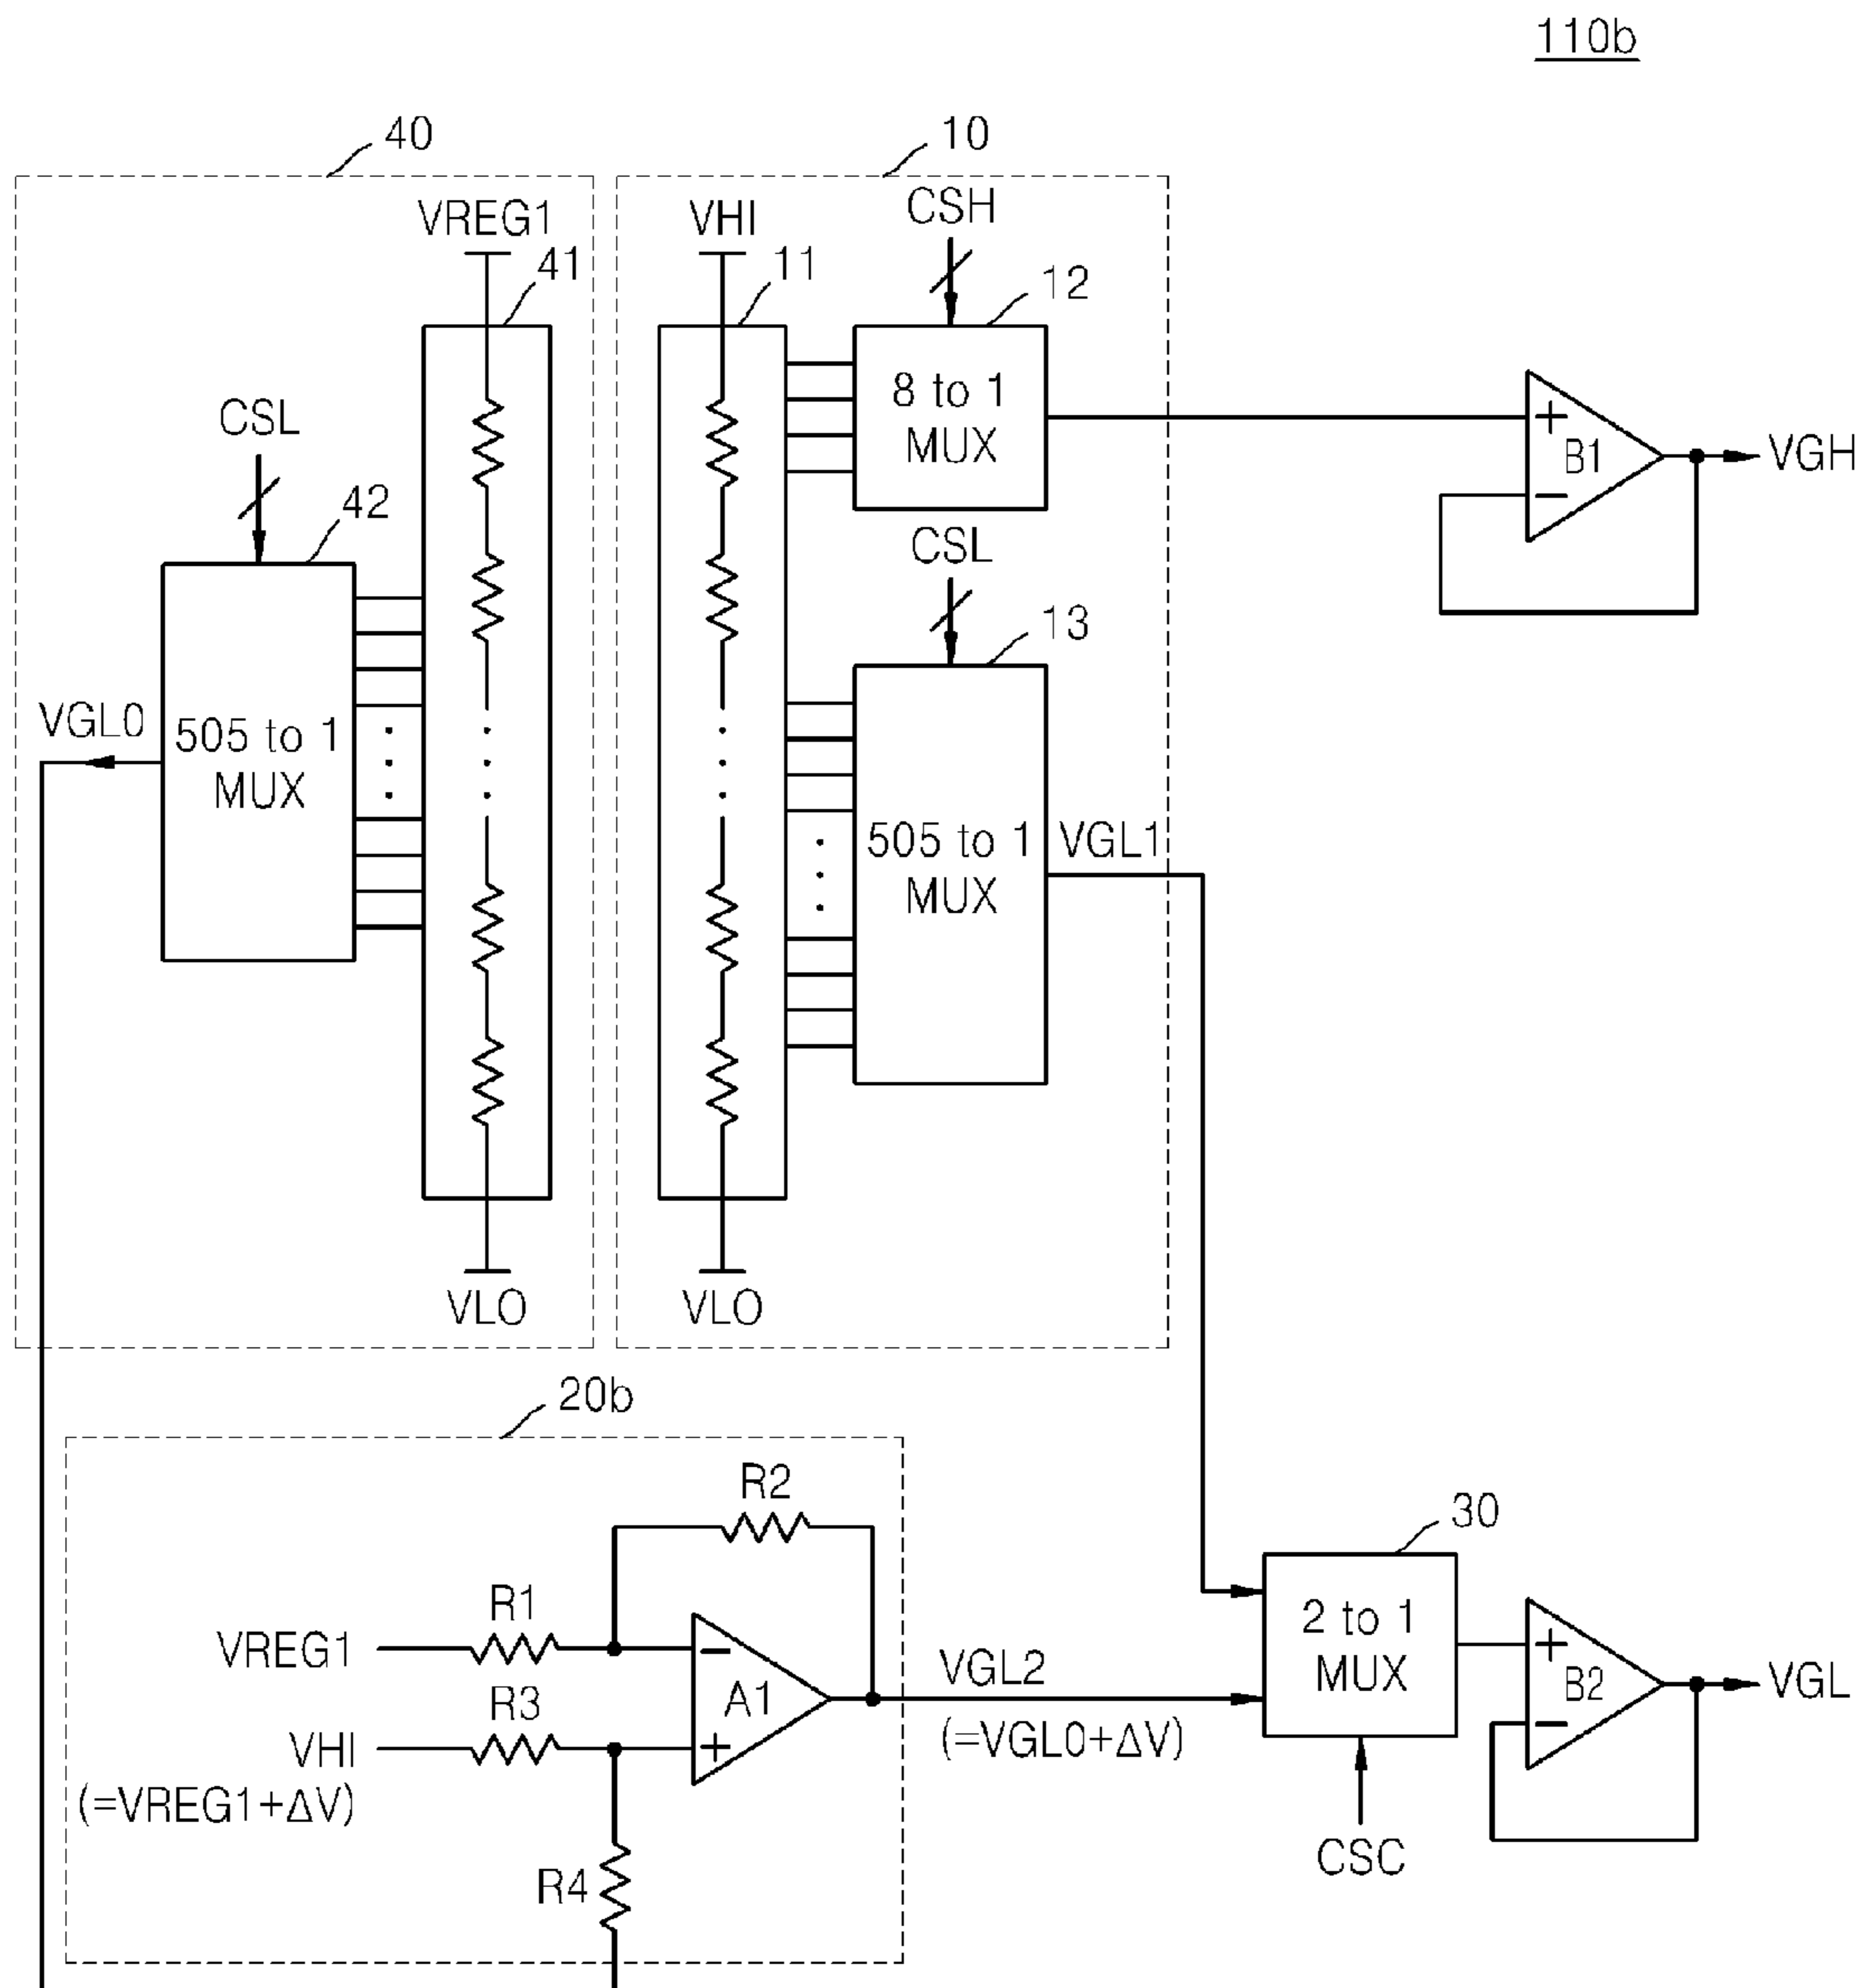 110b
40
10
VREG1
41
VHI
11
CSH
12
8 to 1
MUX
+
B1
−
VGH
CSL
42
505 to 1
MUX
VGL0
CSL
13
505 to 1
MUX
VGL1
VLO
VLO
20b
R2
R1
VREG1
−
A1
+
R3
VHI
(=VREG1+ΔV)
R4
VGL2
(=VGL0+ΔV)
30
2 to 1
MUX
CSC
+
B2
−
VGL